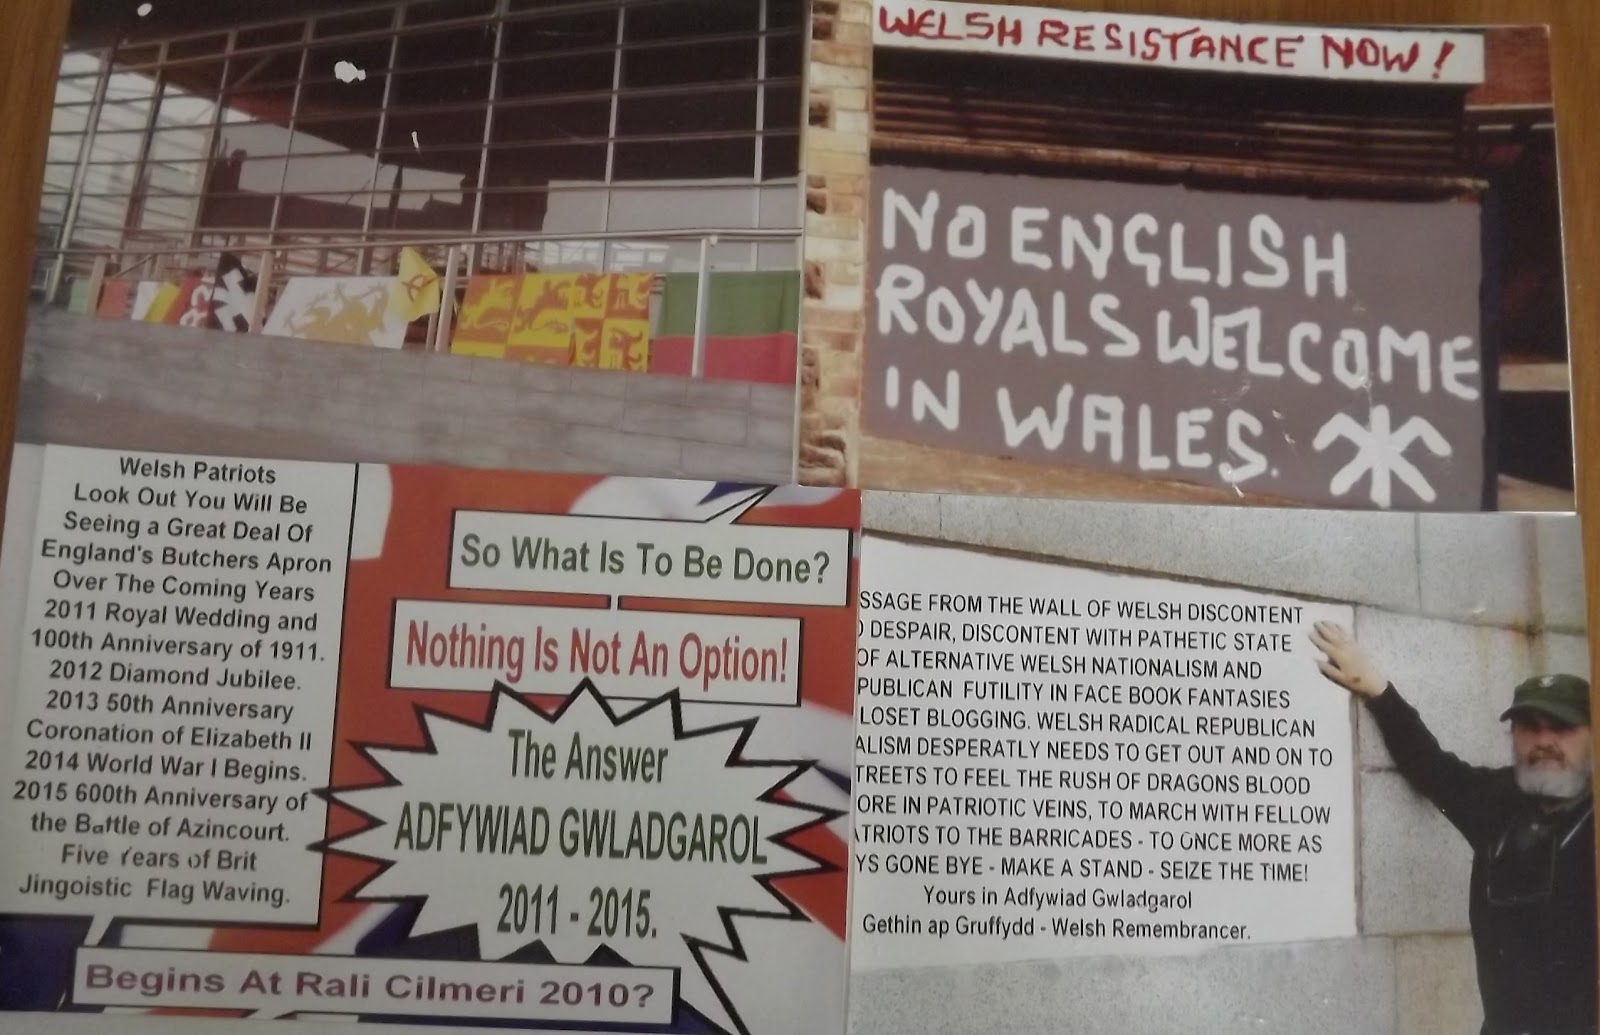 WELSH RESISTANCE NOW!
NO ENGLISH
ROYALS WELCOME
IN WALES.
Welsh Patriots
Look Out You Will Be
Seeing a Great Deal Of
England's Butchers Apron
Over The Coming Years
2011 Royal Wedding and
100th Anniversary of 1911.
2012 Diamond Jubilee.
2013 50th Anniversary
Coronation of Elizabeth II
2014 World War I Begins.
2015 600th Anniversary of
the Battle of Azincourt.
Five Years of Brit
Jingoistic Flag Waving.
So What Is To Be Done?
Nothing Is Not An Option!
The Answer
ADFYWIAD GWLADGAROL
2011 - 2015.
Begins At Rali Cilmeri 2010?
SSAGE FROM THE WALL OF WELSH DISCONTENT
DESPAIR, DISCONTENT WITH PATHETIC STATE
OF ALTERNATIVE WELSH NATIONALISM AND
PUBLICAN FUTILITY IN FACE BOOK FANTASIES
LOSET BLOGGING. WELSH RADICAL REPUBLICAN
ALISM DESPERATLY NEEDS TO GET OUT AND ON TO
TREETS TO FEEL THE RUSH OF DRAGONS BLOOD
ORE IN PATRIOTIC VEINS, TO MARCH WITH FELLOW
ATRIOTS TO THE BARRICADES - TO ONCE MORE AS
YS GONE BYE - MAKE A STAND - SEIZE THE TIME!
Yours in Adfywiad Gwladgarol
Gethin ap Gruffydd - Welsh Remembrancer.